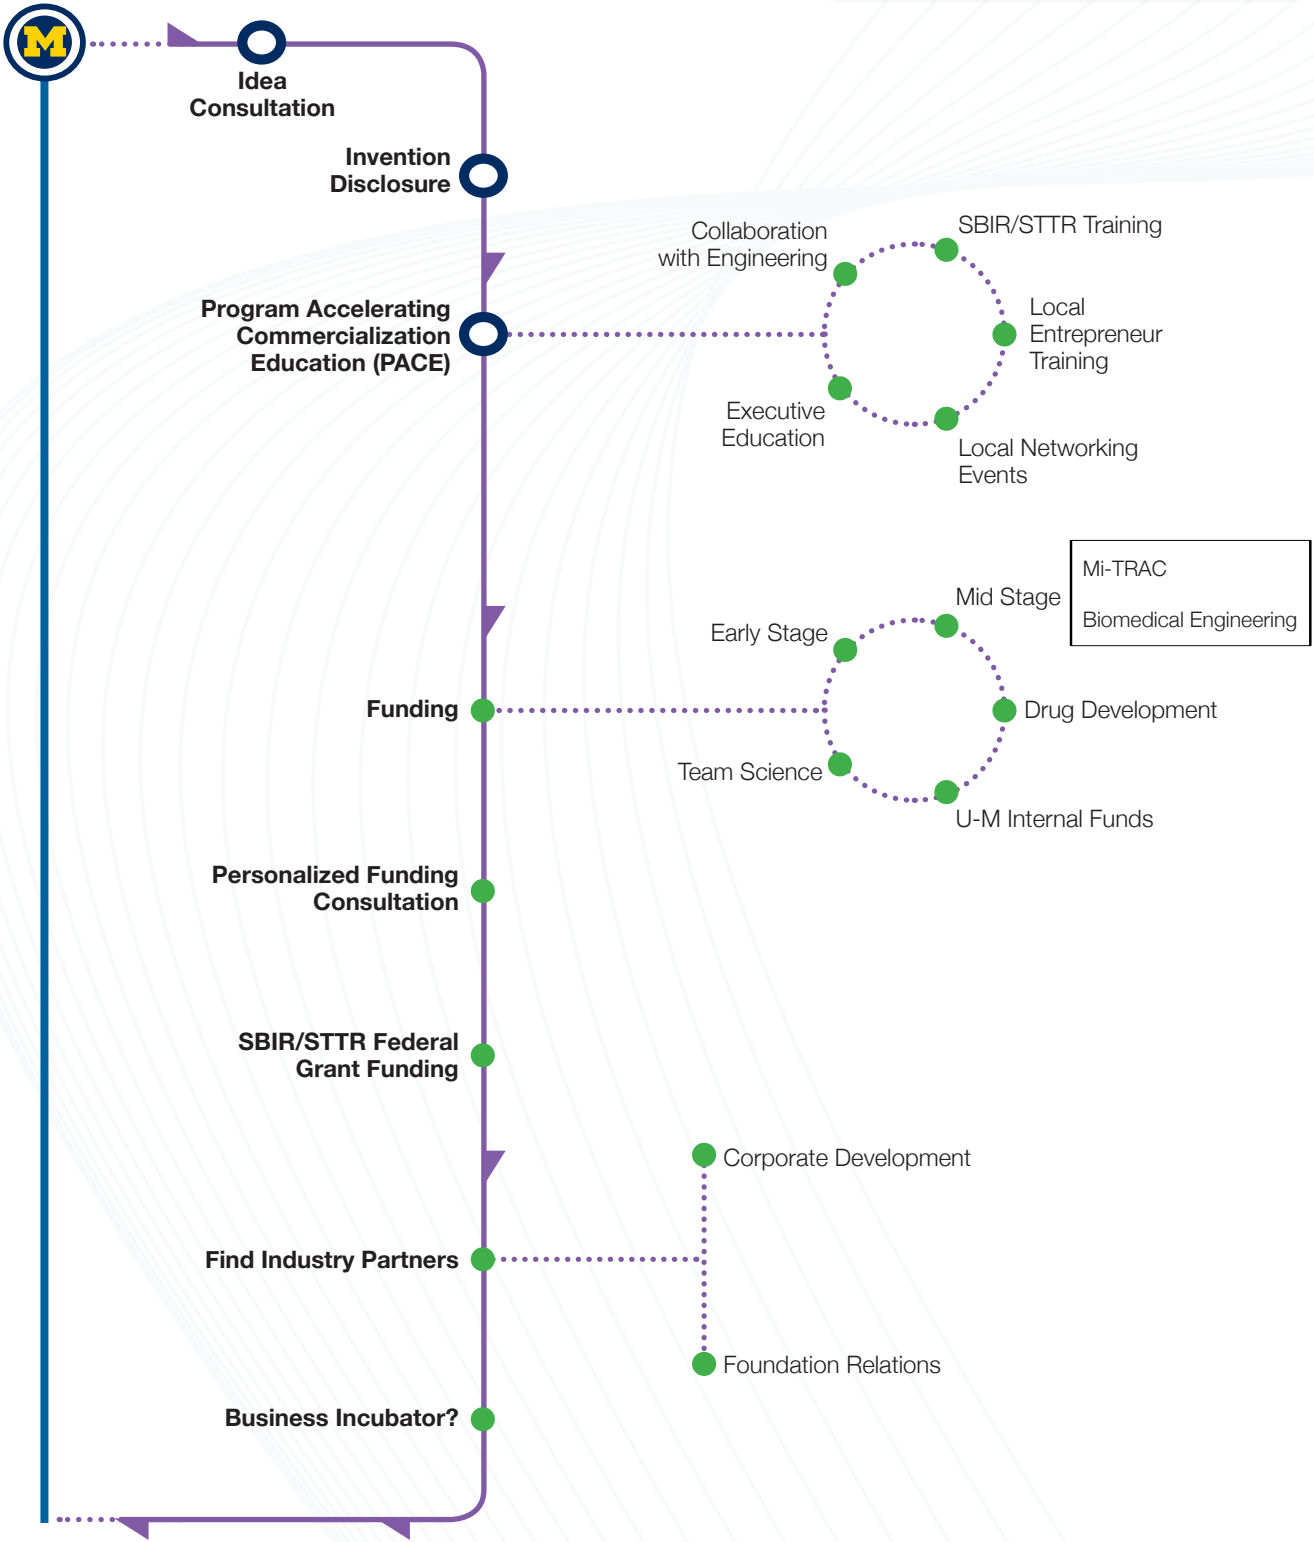 M
Idea
Consultation
Invention
Disclosure
Program Accelerating
Commercialization
Education (PACE)
Collaboration
with Engineering
SBIR/STTR Training
Local
Entrepreneur
Training
Executive
Education
Local Networking
Events
Mi-TRAC
Biomedical Engineering
Mid Stage
Early Stage
Funding
Drug Development
Team Science
U-M Internal Funds
Personalized Funding
Consultation
SBIR/STTR Federal
Grant Funding
Corporate Development
Find Industry Partners
Foundation Relations
Business Incubator?